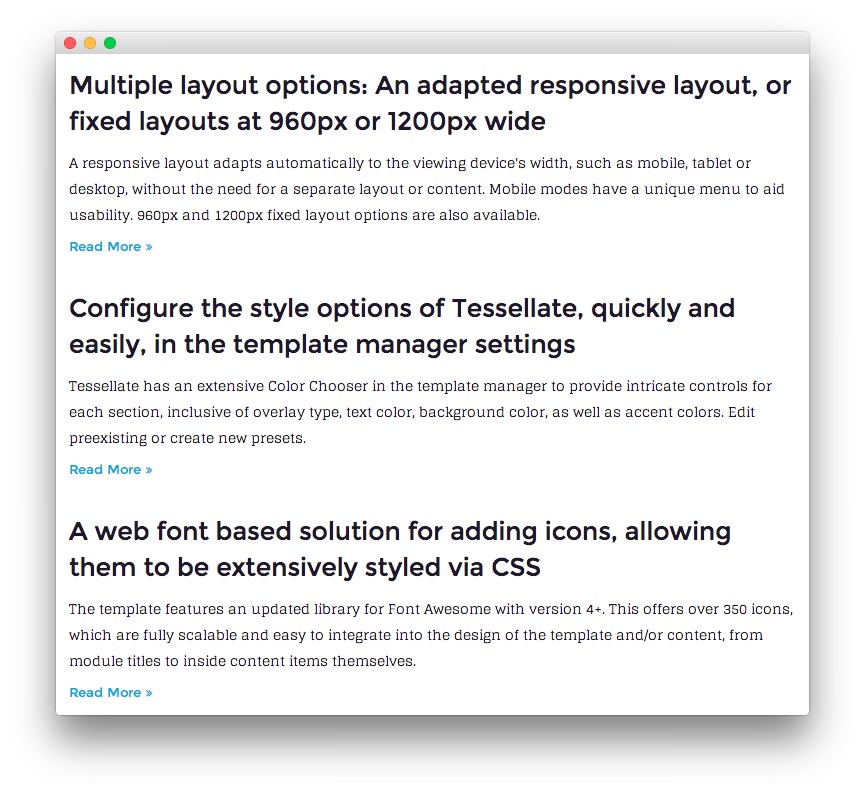 Multiple layout options: An adapted responsive layout, or
fixed layouts at 960px or 1200px wide
A responsive layout adapts automatically to the viewing device's width, such as mobile, tablet or
desktop, without the need for a separate layout or content. Mobile modes have a unique menu to aid
usability. 960px and 1200px fixed layout options are also available.
Read More »
Configure the style options of Tessellate, quickly and
easily, in the template manager settings
Tessellate has an extensive Color Chooser in the template manager to provide intricate controls for
each section, inclusive of overlay type, text color, background color, as well as accent colors. Edit
preexisting or create new presets.
Read More »
A web font based solution for adding icons, allowing
them to be extensively styled via CSS
The template features an updated library for Font Awesome with version 4+. This offers over 350 icons,
which are fully scalable and easy to integrate into the design of the template and/or content, from
module titles to inside content items themselves.
Read More »